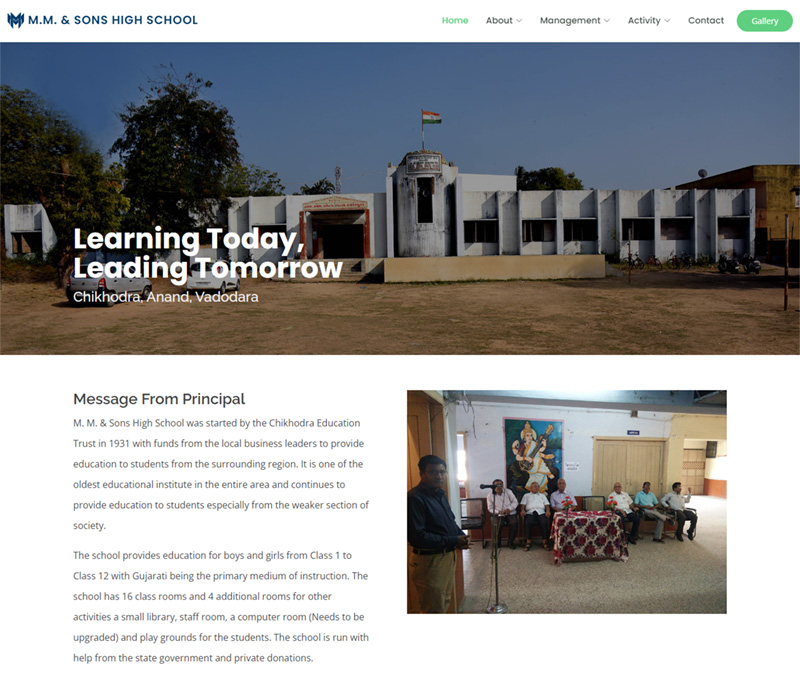 M.M. & SONS HIGH SCHOOL
Home About Management Activity Contact Gallery
Learning Today,
Leading Tomorrow
Chikhodra, Anand, Vadodara
Message From Principal
M. M. & Sons High School was started by the Chikhodra Education
Trust in 1931 with funds from the local business leaders to provide
education to students from the surrounding region. It is one of the
oldest educational institute in the entire area and continues to
provide education to students especially from the weaker section of
society.
The school provides education for boys and girls from Class 1 to
Class 12 with Gujarati being the primary medium of instruction. The
school has 16 class rooms and 4 additional rooms for other
activities a small library, staff room, a computer room (Needs to be
upgraded) and play grounds for the students. The school is run with
help from the state government and private donations.